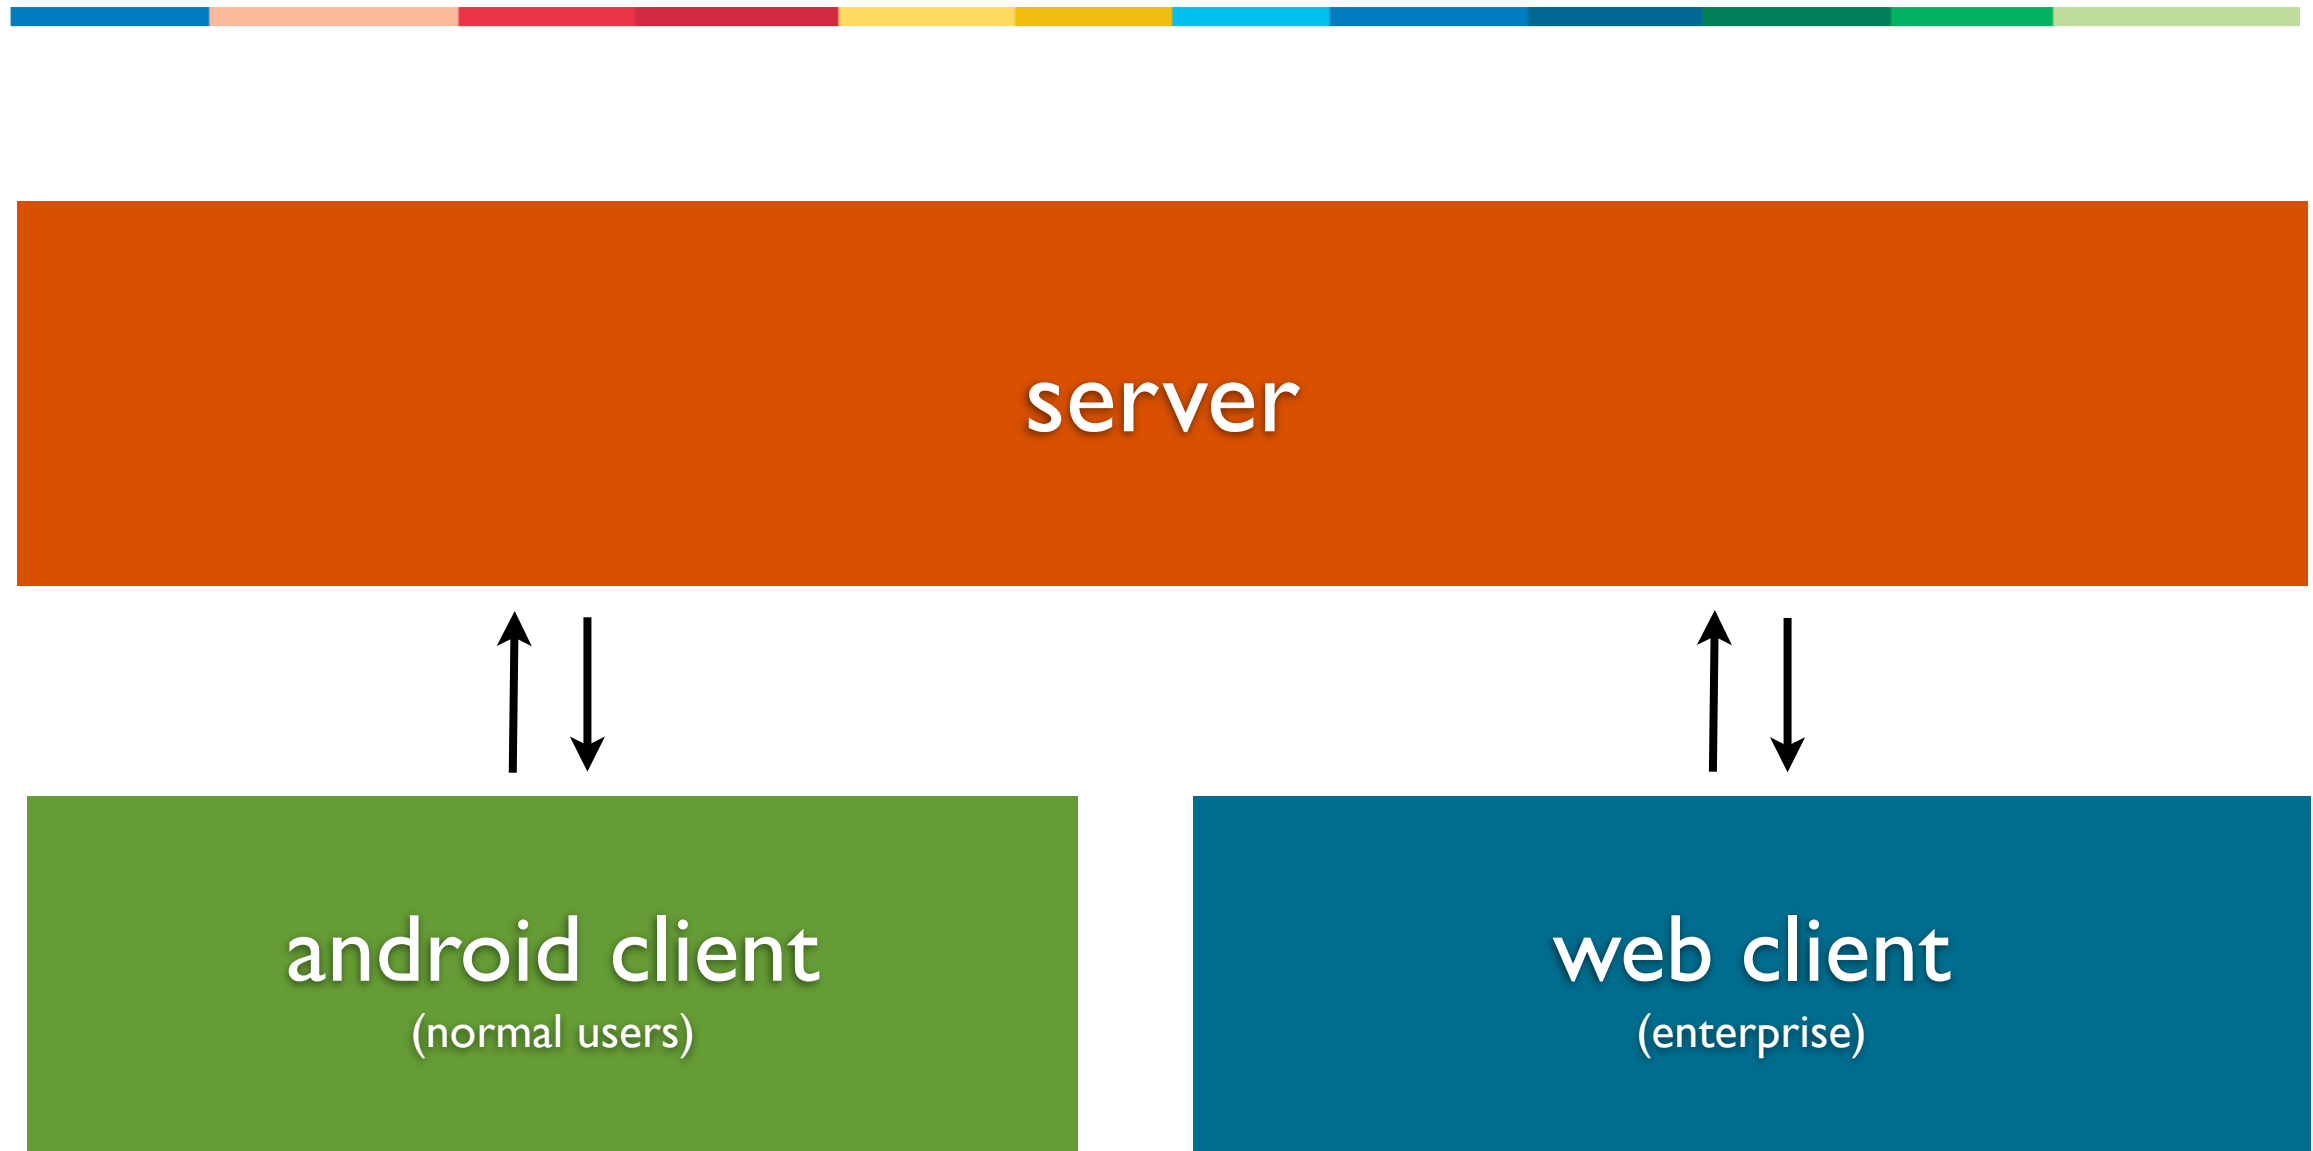 server
android client
(normal users)
web client
(enterprise)